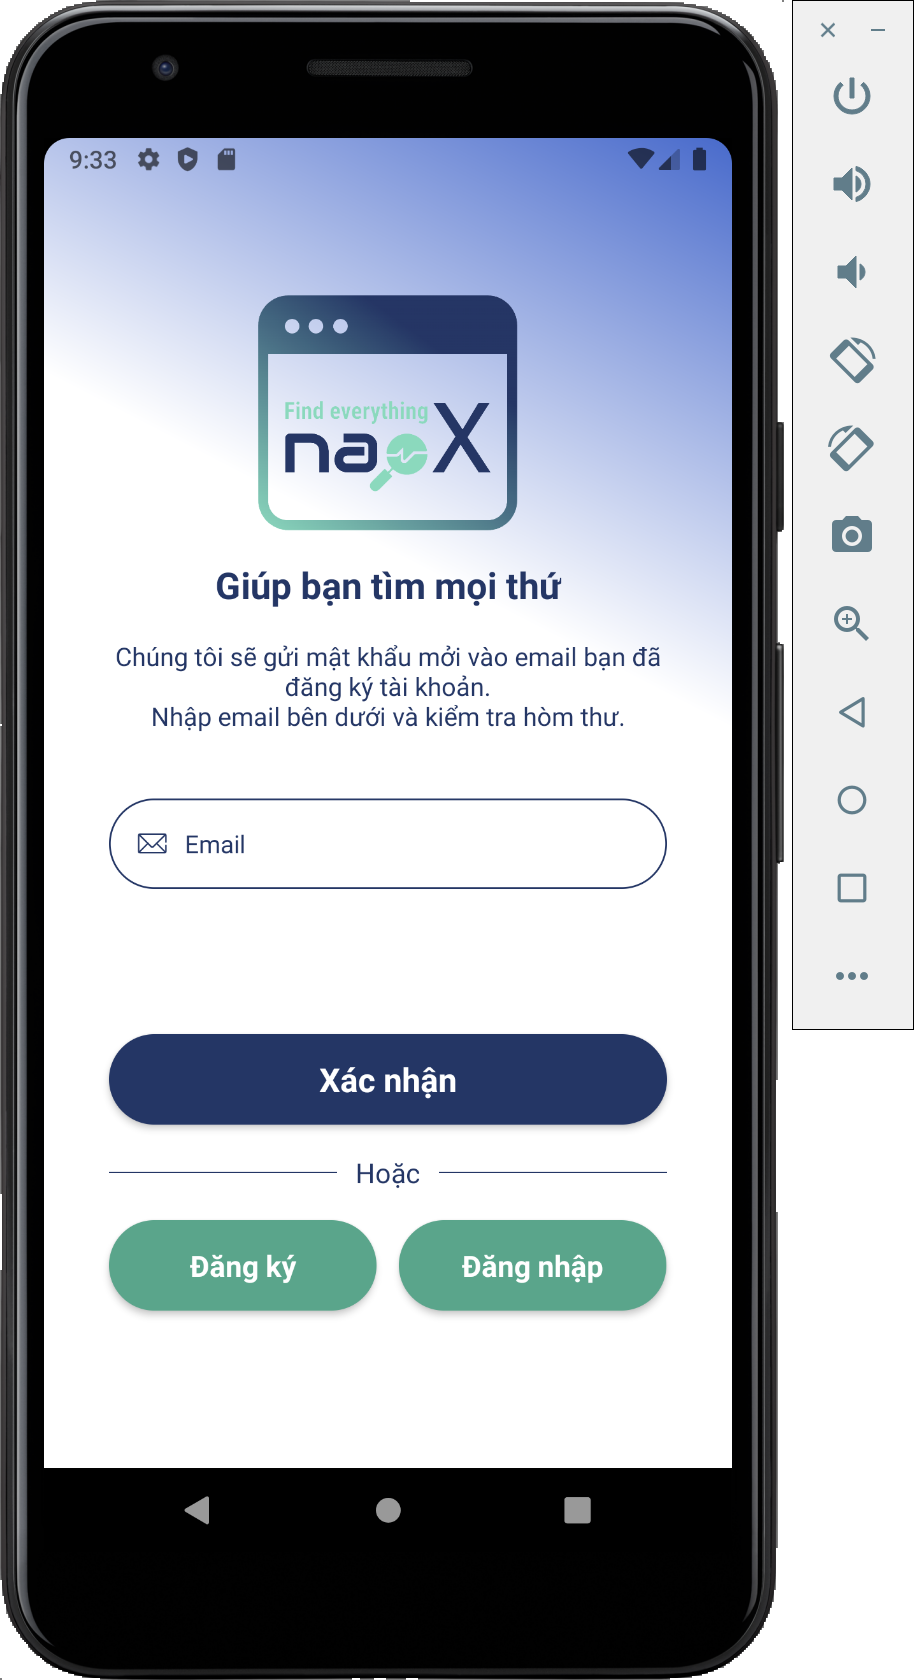 9:33
Find everything
naoX
Giúp bạn tìm mọi thứ
Chúng tôi sẽ gửi mật khẩu mởi vào email bạn đã
đăng ký tài khoản.
Nhập email bên dưới và kiểm tra hòm thư.
Email
Xác nhận
Hoặc
Đăng ký
Đăng nhập